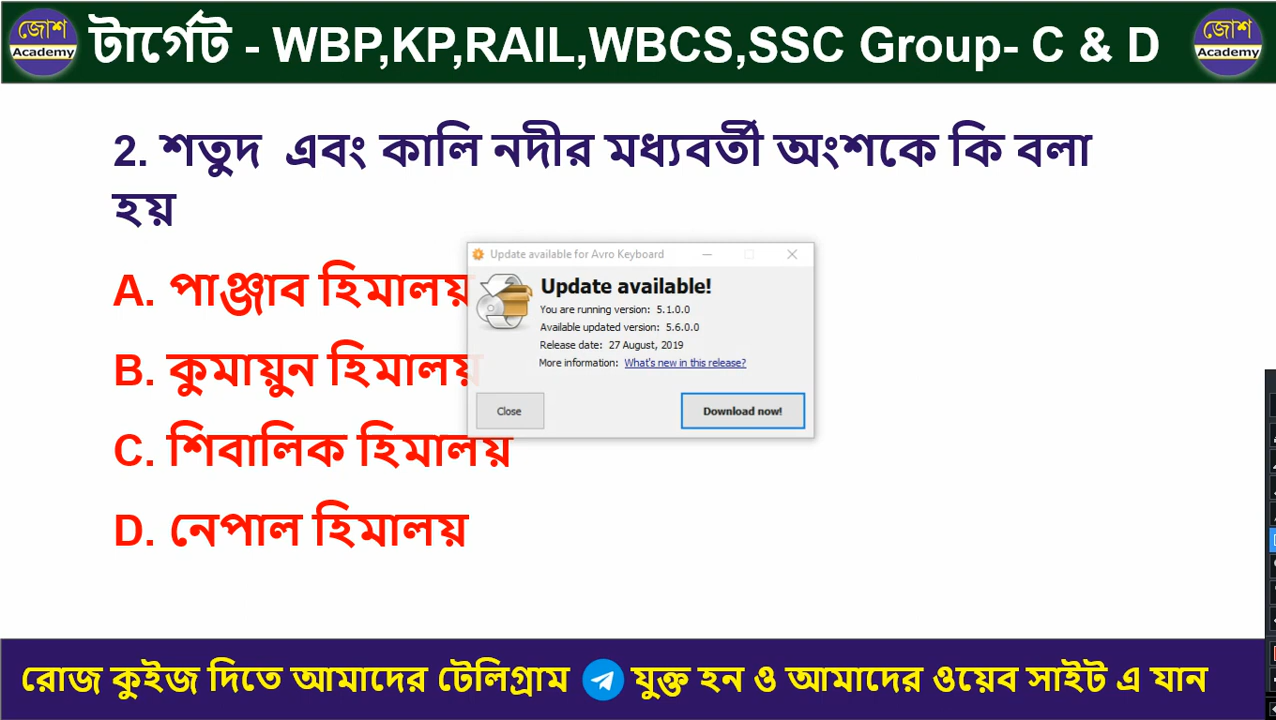 জোশ
Academy
টার্গেট - WBP,KP,RAIL,WBCS,SSC Group- C & D
জোশ
Academy
2. শতুদ এবং কালি নদীর মধ্যবর্তী অংশকে কি বলা
হয়
A. পাঞ্জাব হিমালয়
B. কুমায়ুন হিমালয়
C. শিবালিক হিমালয়
D. নেপাল হিমালয়
Update available for Avro Keyboard
Update available!
You are running version: 5.1.0.0
Available updated version: 5.6.0.0
Release date: 27 August, 2019
More information: What's new in this release?
Close
Download now!
রোজ কুইজ দিতে আমাদের টেলিগ্রাম যুক্ত হন ও আমাদের ওয়েব সাইট এ যান